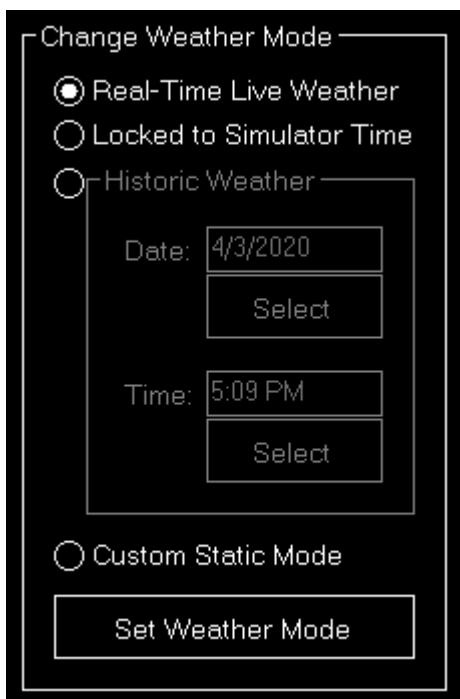 Change Weather Mode
Real-Time Live Weather
Locked to Simulator Time
Historic Weather
Date: 4/3/2020
Select
Time: 5:09 PM
Select
Custom Static Mode
Set Weather Mode